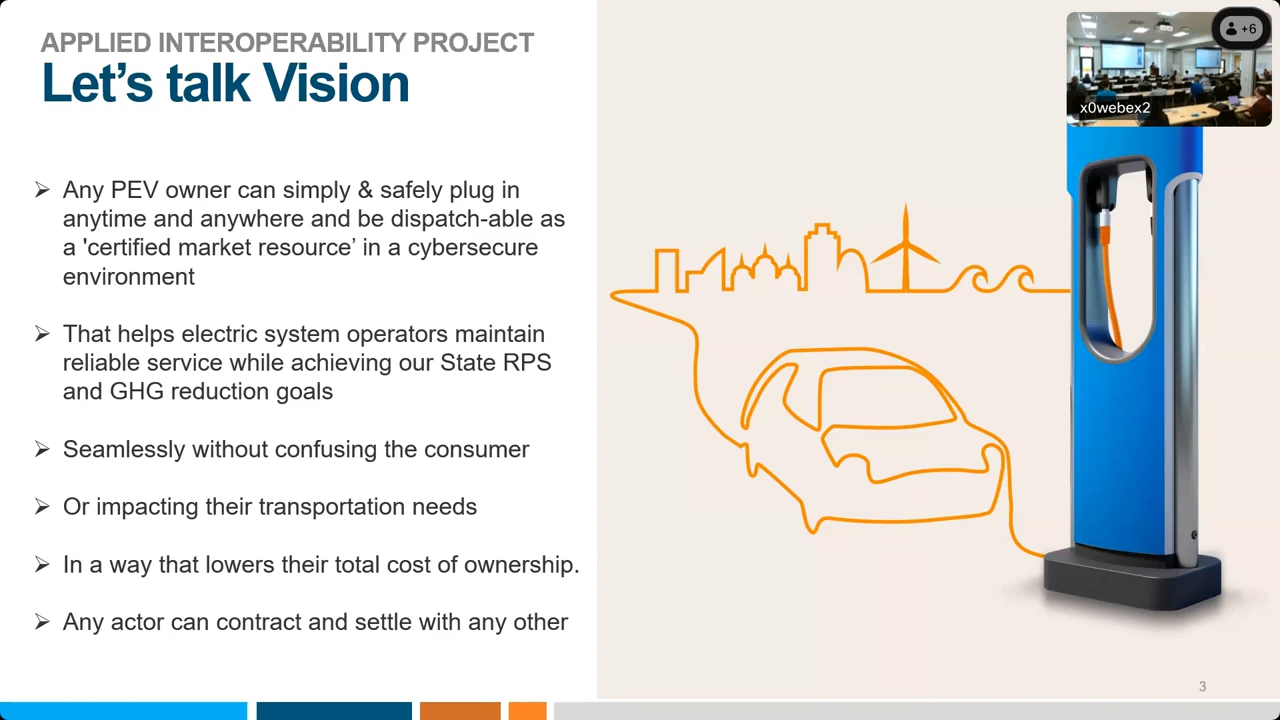 APPLIED INTEROPERABILITY PROJECT
Let’s talk Vision
➢ Any PEV owner can simply & safely plug in
anytime and anywhere and be dispatch-able as
a 'certified market resource’ in a cybersecure
environment
➢ That helps electric system operators maintain
reliable service while achieving our State RPS
and GHG reduction goals
➢ Seamlessly without confusing the consumer
➢ Or impacting their transportation needs
➢ In a way that lowers their total cost of ownership.
➢ Any actor can contract and settle with any other
+6
x0webex2
3